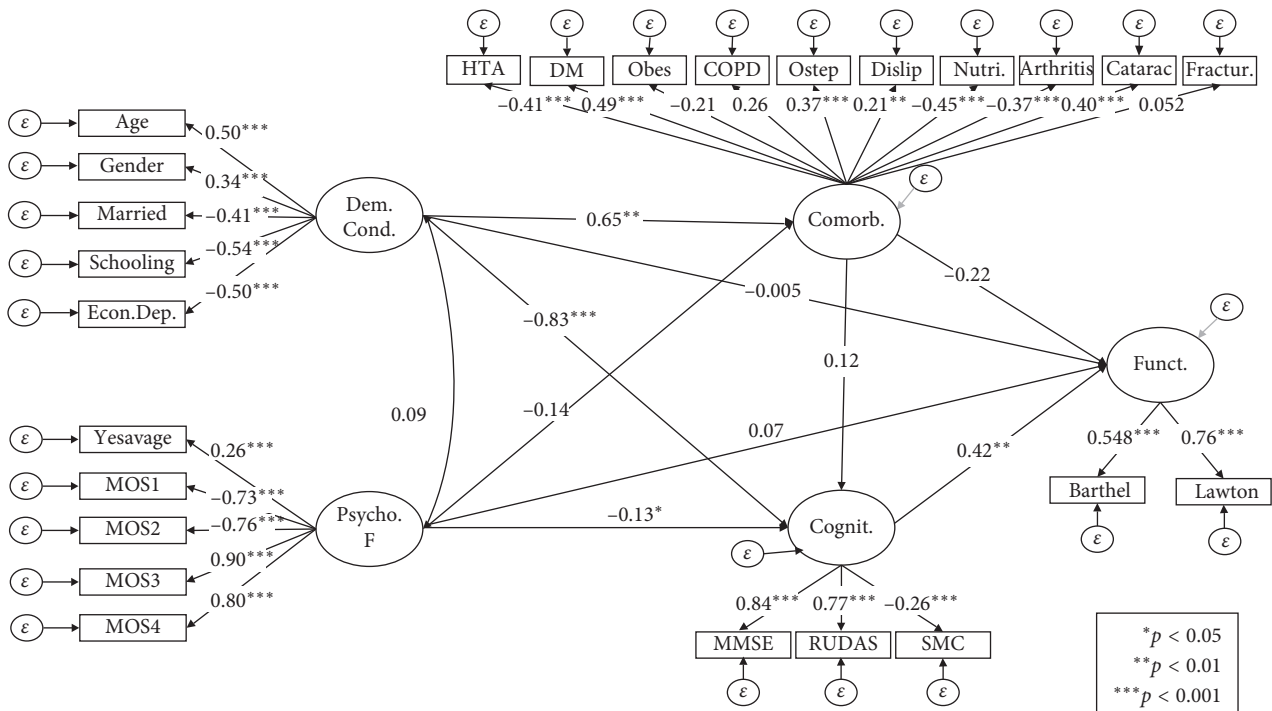 ε ε ε ε ε ε ε ε ε ε
HTA DM Obes COPD Ostep Dislip Nutri. Arthritis Catarac Fractur.
–0.41*** 0.49*** –0.21 0.26 0.37*** 0.21** –0.45*** –0.37*** 0.40*** 0.052
ε Age
0.50***
ε Gender
0.34***
ε Married
–0.41***
ε Schooling
–0.54***
ε Econ.Dep.
–0.50***
Dem.
Cond.
0.65**
ε
Comorb.
–0.22
–0.005
–0.83***
0.12
ε
Funct.
–0.14
0.09
0.07
0.42**
ε Yesavage
0.26***
ε MOS1
–0.73***
ε MOS2
–0.76***
ε MOS3
0.90***
ε MOS4
0.80***
Psycho.
F
–0.13*
Cognit.
ε
0.548*** 0.76***
Barthel Lawton
ε ε
0.84*** 0.77*** –0.26***
MMSE RUDAS SMC
ε ε ε
*p < 0.05
**p < 0.01
***p < 0.001